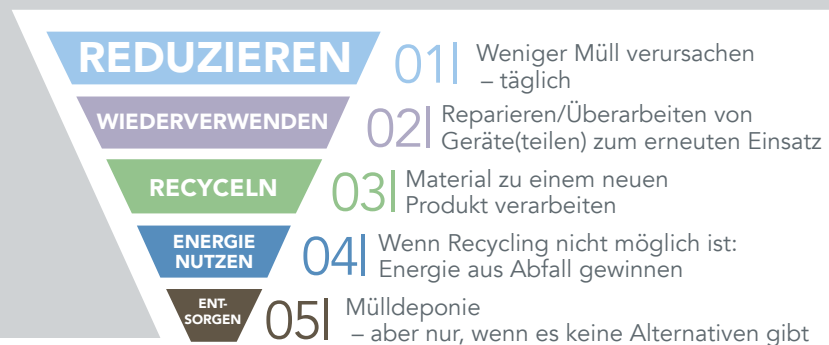 REDUZIEREN
01
Weniger Müll verursachen
– täglich
WIEDERVERWENDEN
02
Reparieren/Überarbeiten von
Geräte(teilen) zum erneuten Einsatz
RECYCELN
03
Material zu einem neuen
Produkt verarbeiten
ENERGIE
NUTZEN
04
Wenn Recycling nicht möglich ist:
Energie aus Abfall gewinnen
ENT-
SORGEN
05
Mülldeponie
– aber nur, wenn es keine Alternativen gibt